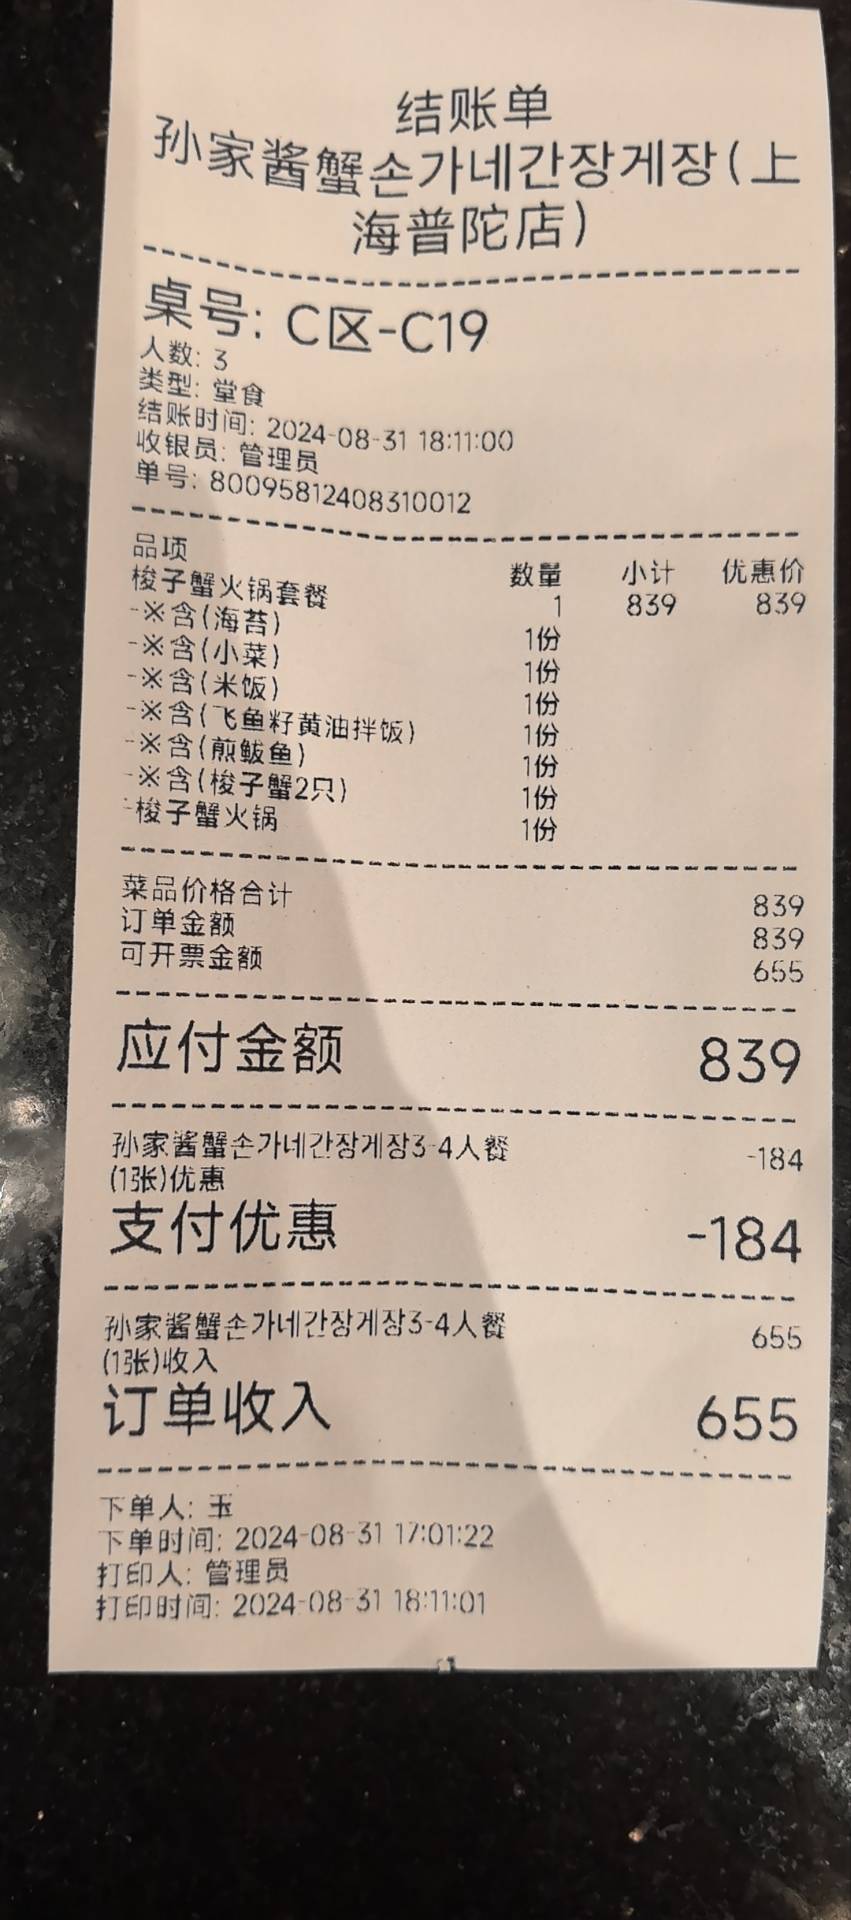 结账单
孙家酱蟹손가네간장게장(上
海普陀店)
桌号: C区-C19
人数: 3
类型: 堂食
结账时间: 2024-08-31 18:11:00
收银员: 管理员
单号: 80095812408310012
品项 数量 小计 优惠价
梭子蟹火锅套餐 1 839 839
-※含(海苔) 1份
-※含(小菜) 1份
-※含(米饭) 1份
-※含(飞鱼籽黄油拌饭) 1份
-※含(煎鲅鱼) 1份
-※含(梭子蟹2只) 1份
-梭子蟹火锅 1份
菜品价格合计 839
订单金额 839
可开票金额 655
应付金额 839
孙家酱蟹손가네간장게장3-4人餐 -184
(1张)优惠
支付优惠 -184
孙家酱蟹손가네간장게장3-4人餐 655
(1张)收入
订单收入 655
下单人: 玉
下单时间: 2024-08-31 17:01:22
打印人: 管理员
打印时间: 2024-08-31 18:11:01